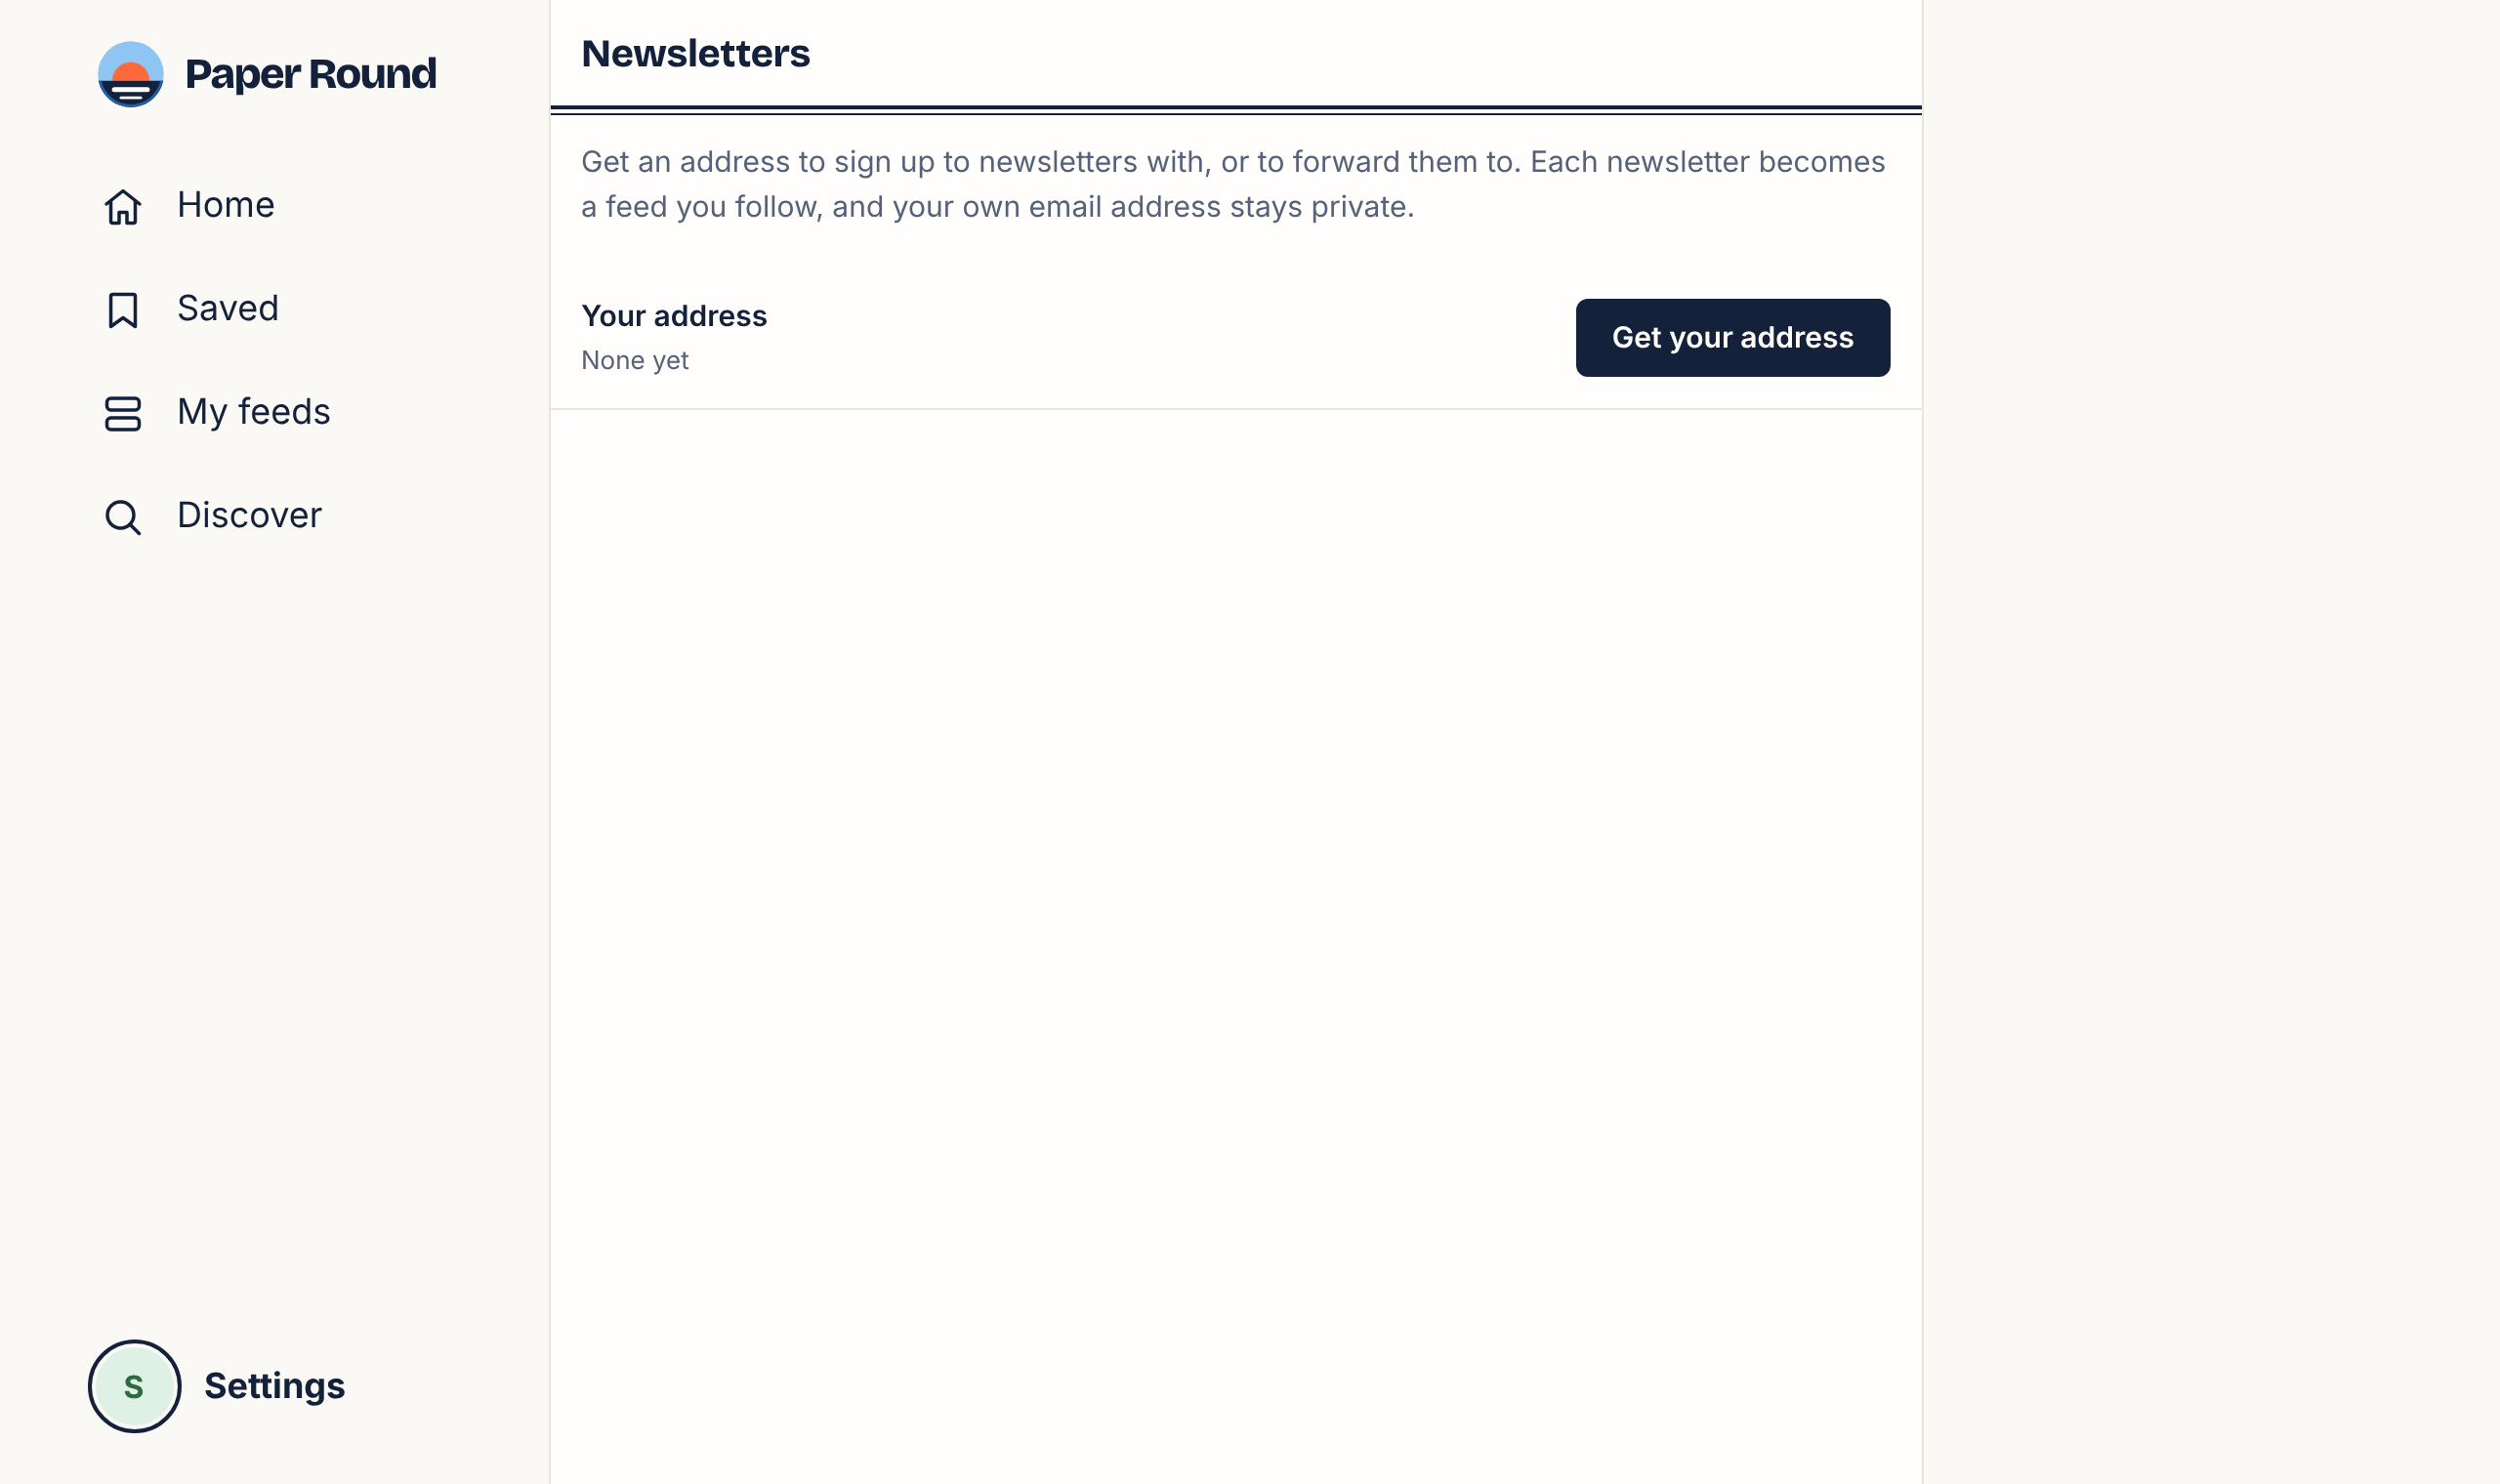 Paper Round
Home
Saved
My feeds
Discover
S
Settings
Newsletters
Get an address to sign up to newsletters with, or to forward them to. Each newsletter becomes
a feed you follow, and your own email address stays private.
Your address
None yet
Get your address